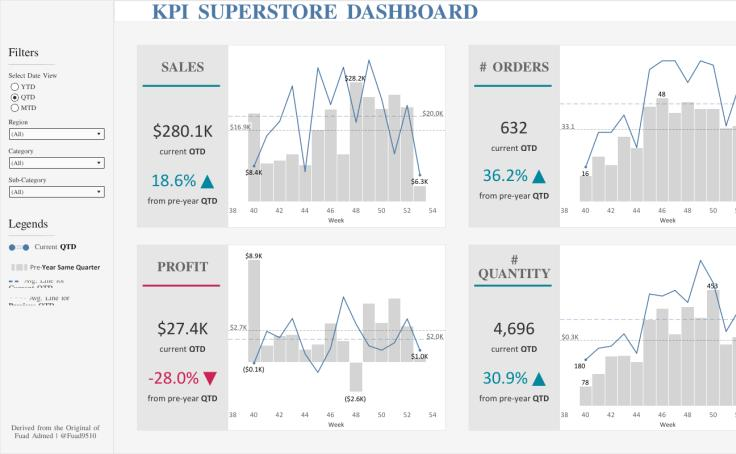 KPI SUPERSTORE DASHBOARD
Filters
Select Date View
YTD
QTD
MTD
Region
(All)
Category
(All)
Sub-Category
(All)
Legends
Current QTD
Pre-Year Same Quarter
Avg. Line for
Current QTD
Avg. Line for
Previous QTD
Derived from the Original of
Fuad Admed | @Fuad9510
SALES
$280.1K
current QTD
18.6% ▲
from pre-year QTD
$28.2K
$20.0K
$16.9K
$8.4K
$6.3K
38 40 42 44 45 46 48 50 52 54
Week
# ORDERS
632
current QTD
36.2% ▲
from pre-year QTD
48
33.1
16
38 40 42 44 45 46 48 50
Week
PROFIT
$27.4K
current QTD
-28.0% ▼
from pre-year QTD
$8.9K
$2.7K
$2.0K
$1.0K
($0.1K)
($2.6K)
38 40 42 44 45 46 48 50 52 54
Week
#
QUANTITY
4,696
current QTD
30.9% ▲
from pre-year QTD
453
$0.3K
180
78
38 40 42 44 45 46 48 50
Week